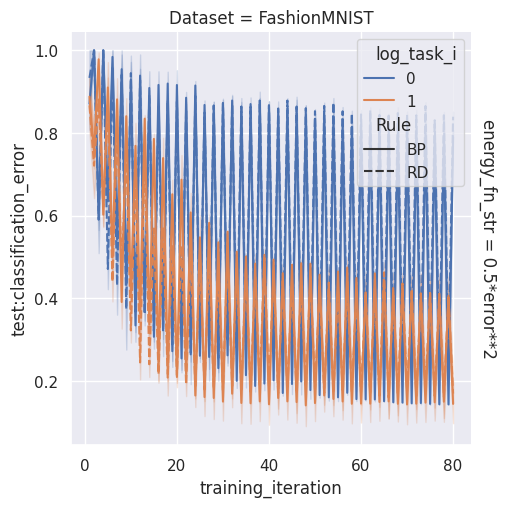 Dataset = FashionMNIST
log_task_i
0
1
Rule
BP
RD
1.0
0.8
0.6
0.4
0.2
test:classification_error
0
20
40
60
80
training_iteration
energy_fn_str = 0.5*error**2